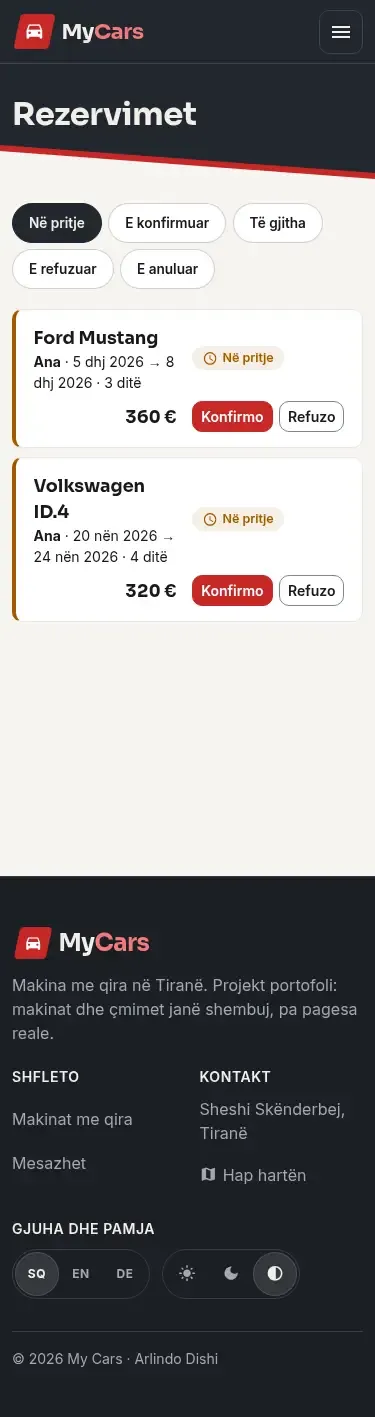 MyCars
Rezervimet
Në pritje
E konfirmuar
Të gjitha
E refuzuar
E anuluar
Ford Mustang
Ana · 5 dhj 2026 → 8
dhj 2026 · 3 ditë
Në pritje
360 €
Konfirmo
Refuzo
Volkswagen
ID.4
Ana · 20 nën 2026 →
24 nën 2026 · 4 ditë
Në pritje
320 €
Konfirmo
Refuzo
MyCars
Makina me qira në Tiranë. Projekt portofoli:
makinat dhe çmimet janë shembuj, pa pagesa
reale.
SHFLETO
Makinat me qira
Mesazhet
KONTAKT
Sheshi Skënderbej,
Tiranë
Hap hartën
GJUHA DHE PAMJA
SQ
EN
DE
© 2026 My Cars · Arlindo Dishi